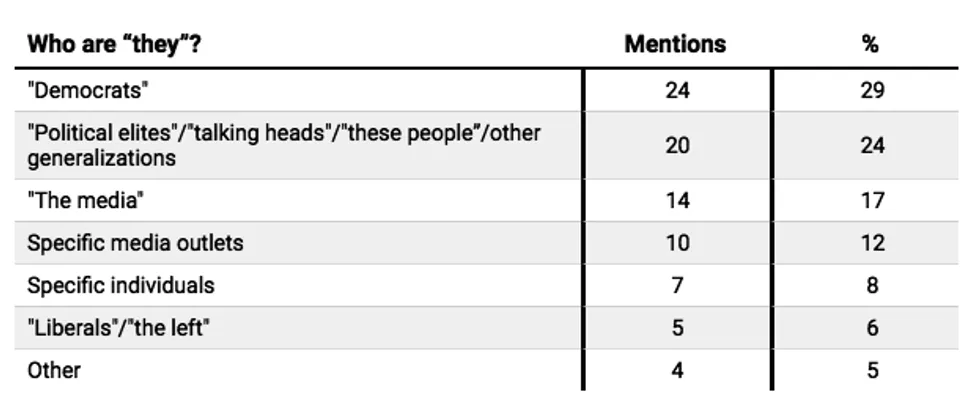 Who are “they”? Mentions %
"Democrats" 24 29
"Political elites"/"talking heads"/"these people”/other
generalizations 20 24
"The media" 14 17
Specific media outlets 10 12
Specific individuals 7 8
"Liberals"/"the left" 5 6
Other 4 5